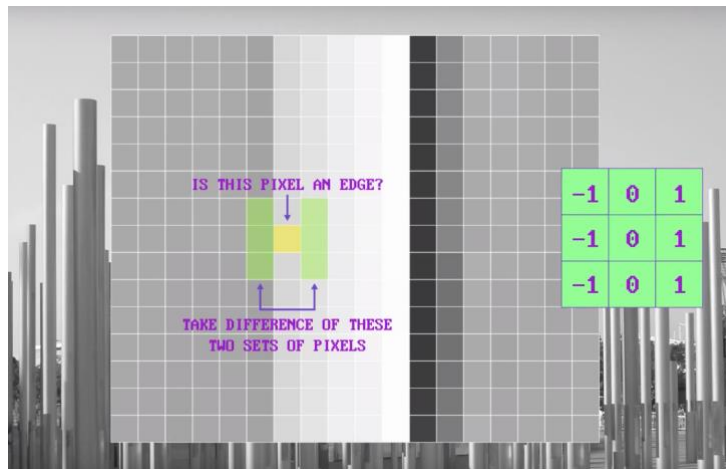 IS THIS PIXEL AN EDGE?
TAKE DIFFERENCE OF THESE
TWO SETS OF PIXELS
-1 0 1
-1 0 1
-1 0 1